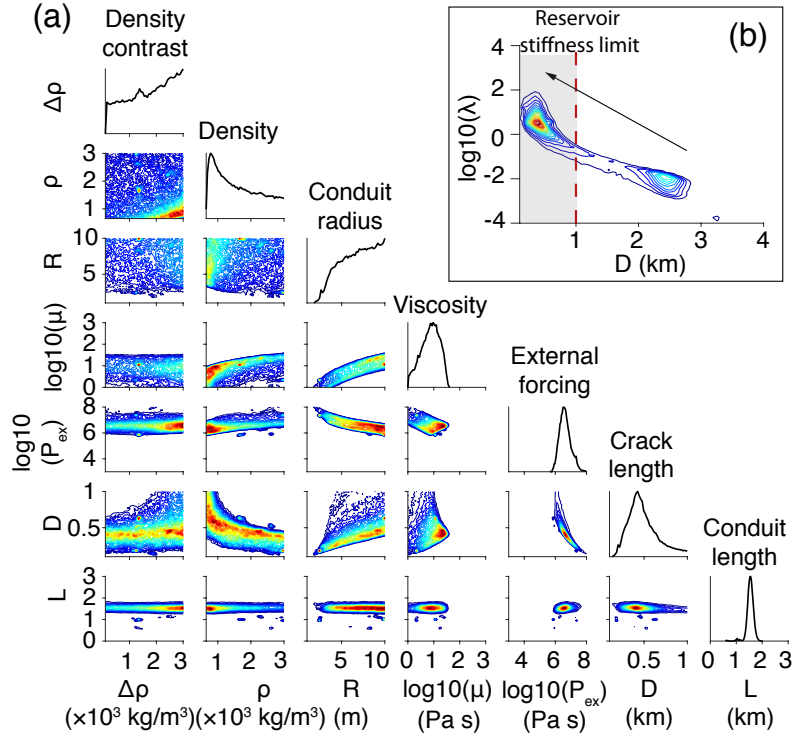 (a)
Density
contrast
Δρ
Density
3
2
1
ρ
Conduit
radius
10
5
R
Viscosity
3
2
1
0
log10(μ)
External
forcing
8
6
4
log10
(P_ex)
Crack
length
1
0.5
D
Conduit
length
3
2
1
0
L
1 2 3
1 2 3
5 10
0 1 2 3
4 6 8
0.5 1
0 1 2 3
Δρ
ρ
R
log10(μ)
log10(P_ex)
D
L
(×10³ kg/m³)
(×10³ kg/m³)
(m)
(Pa s)
(Pa s)
(km)
(km)
Reservoir
stiffness limit
(b)
4
2
0
-2
-4
log10(λ)
0 1 2 3 4
D (km)